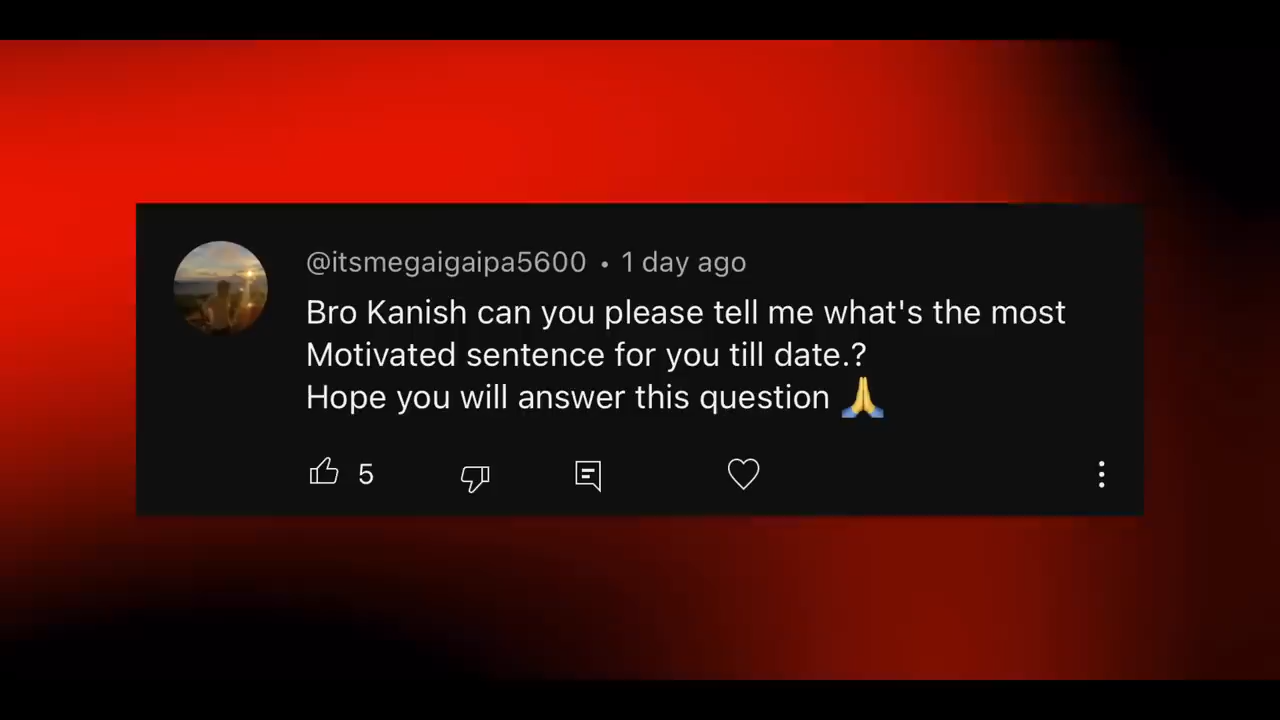 @itsmegaigaipa5600 • 1 day ago
Bro Kanish can you please tell me what's the most
Motivated sentence for you till date.?
Hope you will answer this question 🙏
5